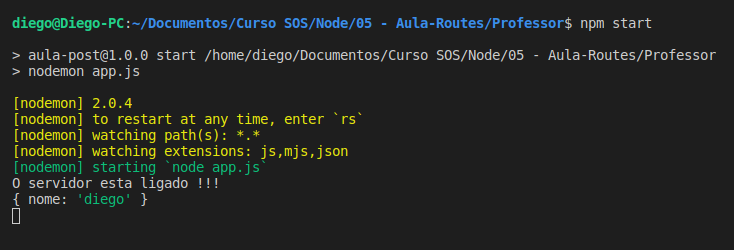 diego@Diego-PC:~/Documentos/Curso SOS/Node/05 - Aula-Routes/Professor$ npm start
> aula-post@1.0.0 start /home/diego/Documentos/Curso SOS/Node/05 - Aula-Routes/Professor
> nodemon app.js
[nodemon] 2.0.4
[nodemon] to restart at any time, enter `rs`
[nodemon] watching path(s): *.*
[nodemon] watching extensions: js,mjs,json
[nodemon] starting `node app.js`
O servidor esta ligado !!!
{ nome: 'diego' }